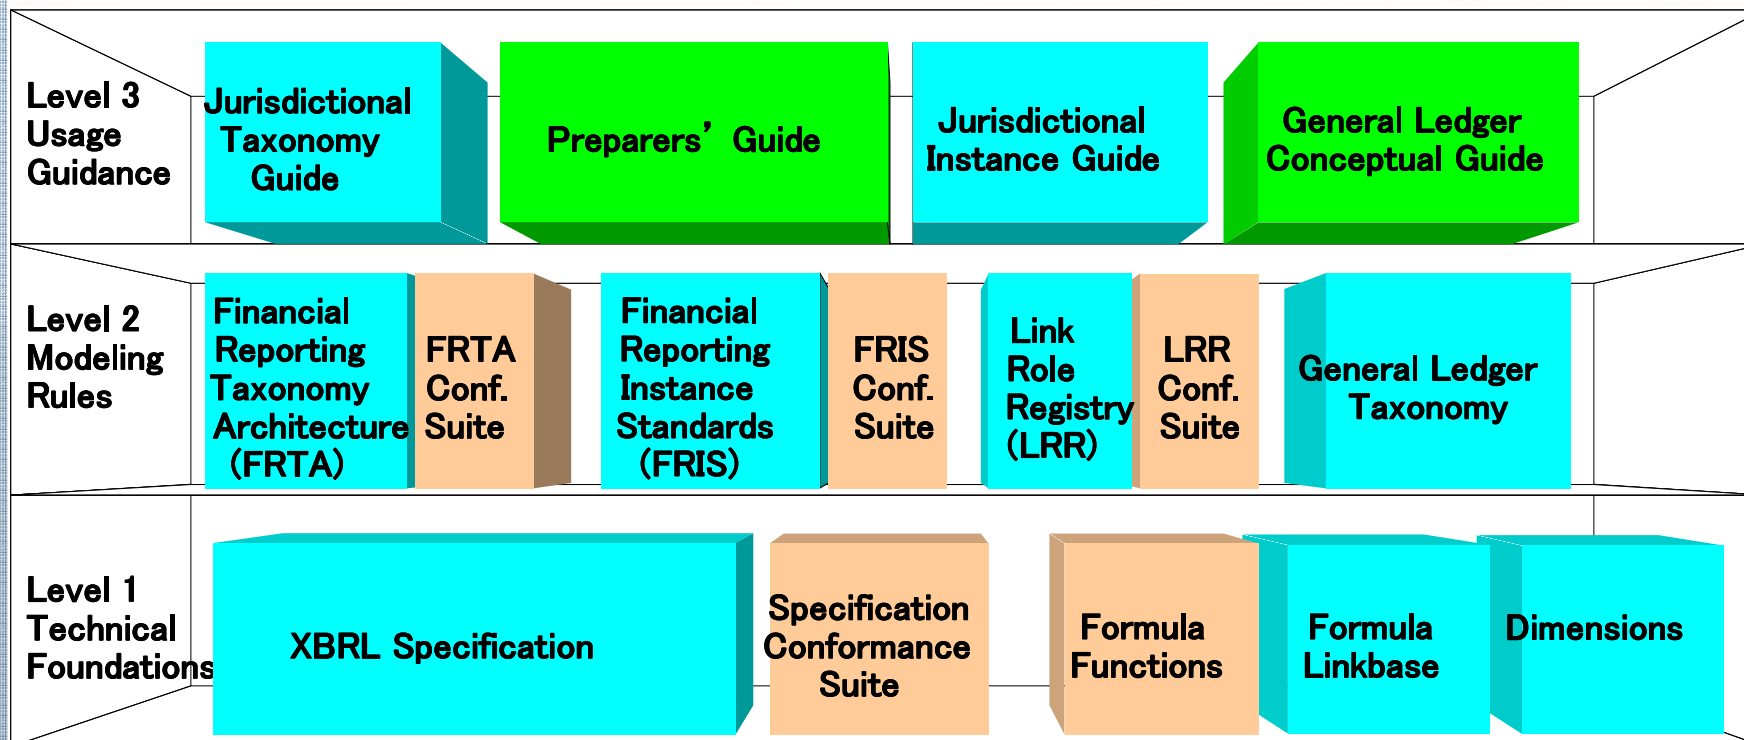 Level 3
Usage
Guidance
Jurisdictional
Taxonomy
Guide
Preparers’ Guide
Jurisdictional
Instance Guide
General Ledger
Conceptual Guide
Level 2
Modeling
Rules
Financial
Reporting
Taxonomy
Architecture
(FRTA)
FRTA
Conf.
Suite
Financial
Reporting
Instance
Standards
(FRIS)
FRIS
Conf.
Suite
Link
Role
Registry
(LRR)
LRR
Conf.
Suite
General Ledger
Taxonomy
Level 1
Technical
Foundations
XBRL Specification
Specification
Conformance
Suite
Formula
Functions
Formula
Linkbase
Dimensions